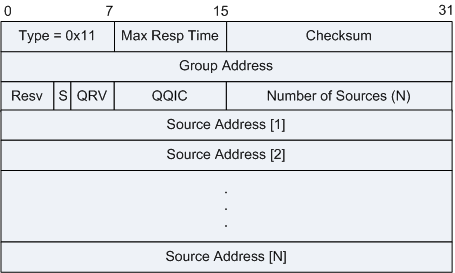 0 7 15 31
Type = 0x11 Max Resp Time Checksum
Group Address
Resv S QRV QQIC Number of Sources (N)
Source Address [1]
Source Address [2]
.
.
.
Source Address [N]